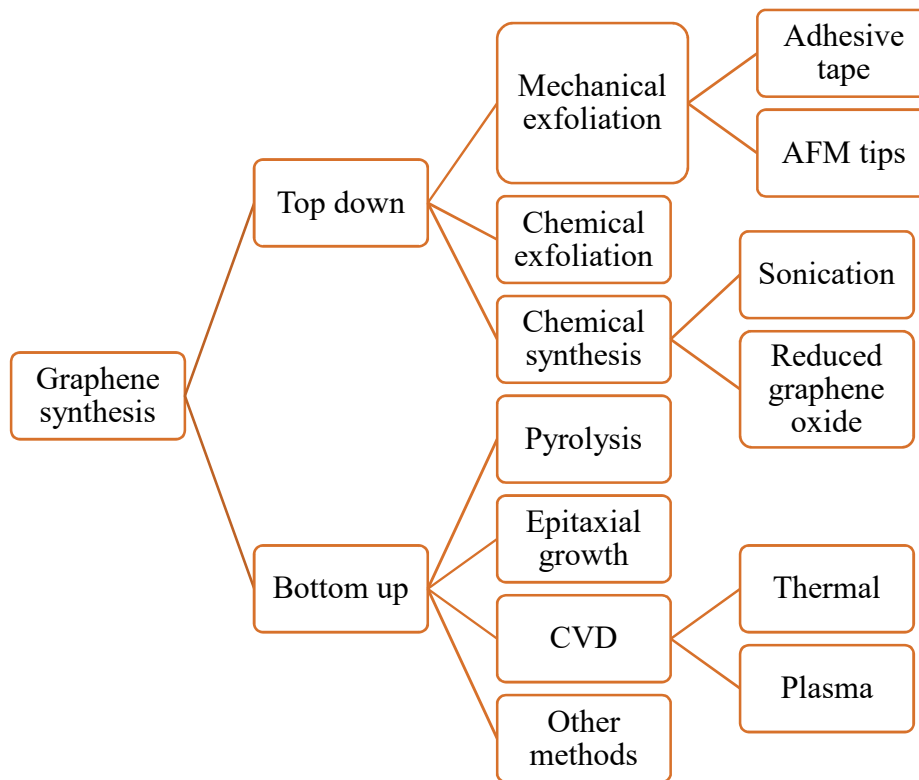 Graphene
synthesis
Top down
Mechanical
exfoliation
Adhesive
tape
AFM tips
Chemical
exfoliation
Chemical
synthesis
Sonication
Reduced
graphene
oxide
Bottom up
Pyrolysis
Epitaxial
growth
CVD
Thermal
Plasma
Other
methods